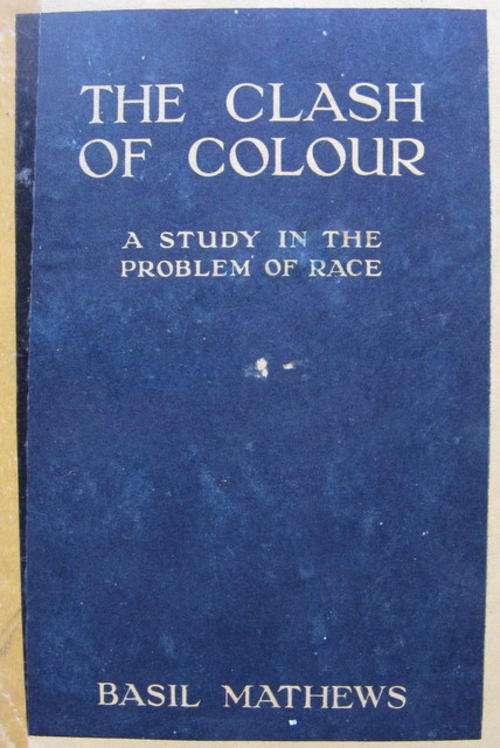 THE CLASH
OF COLOUR
A STUDY IN THE
PROBLEM OF RACE
BASIL MATHEWS